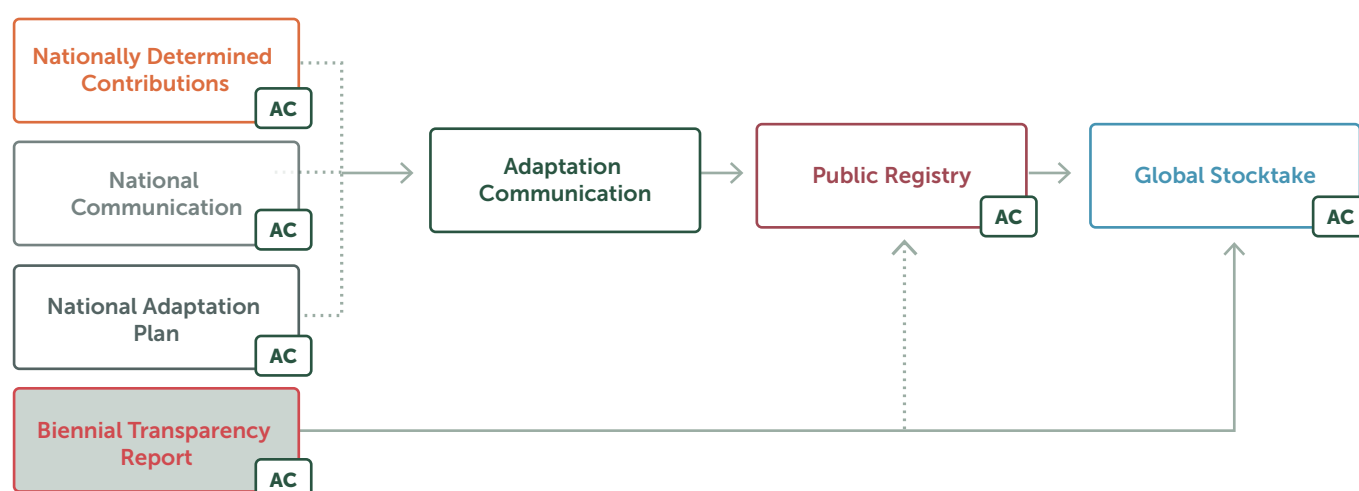 Nationally Determined
Contributions
AC
National
Communication
AC
National Adaptation
Plan
AC
Biennial Transparency
Report
AC
Adaptation
Communication
Public Registry
AC
Global Stocktake
AC